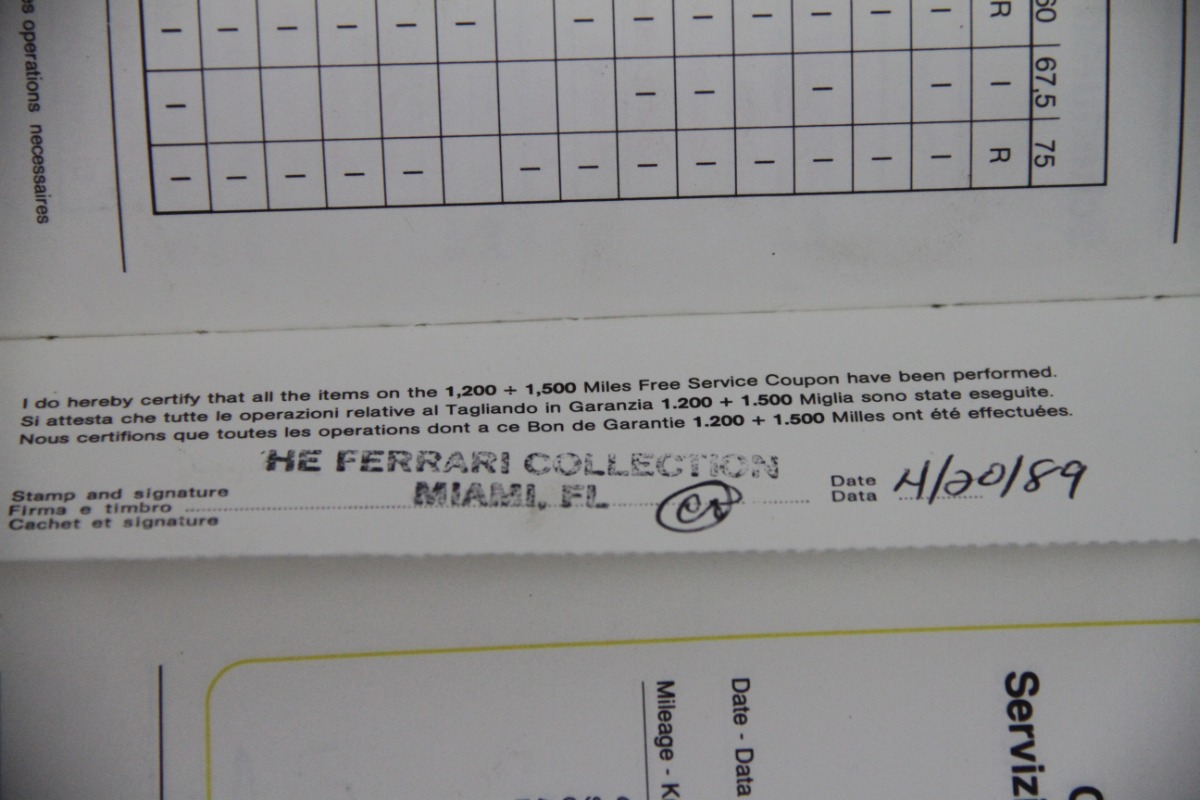 60 | 67,5 | 75
R I R
es operations necessaires
I do hereby certify that all the items on the 1,200 + 1,500 Miles Free Service Coupon have been performed.
Si attesta che tutte le operazioni relative al Tagliando in Garanzia 1.200 + 1.500 Miglia sono state eseguite.
Nous certifions que toutes les operations dont a ce Bon de Garantie 1.200 + 1.500 Milles ont été effectuées.
HE FERRARI COLLECTION
MIAMI, FL
Stamp and signature
Firma e timbro
Cachet et signature
Date
Data
4/20/89
Servizi
Date - Data
Mileage - K